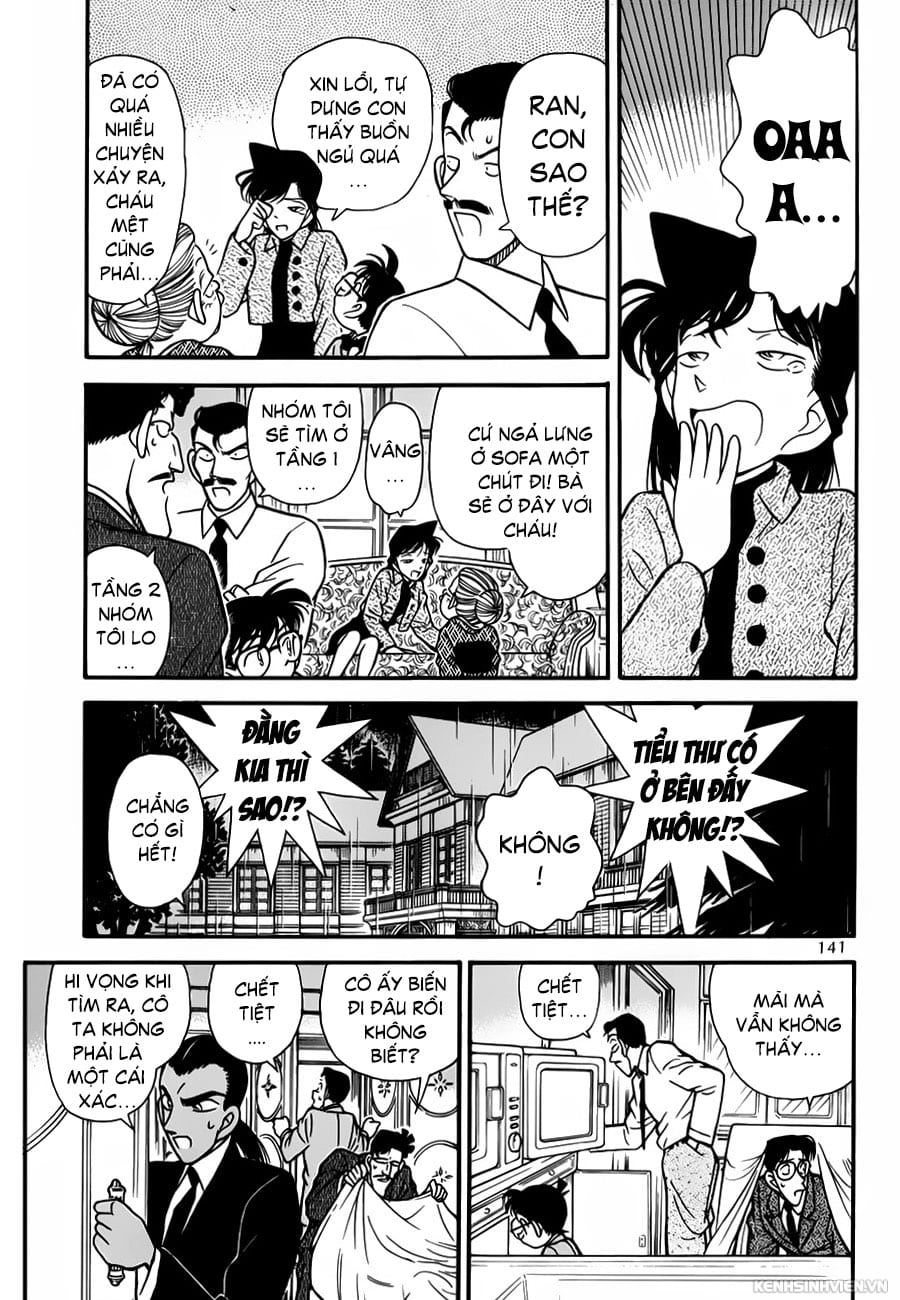 OAA
A...
RAN,
CON
SAO
THẾ?
XIN LỖI, TỰ
DƯNG CON
THẤY BUỒN
NGỦ QUÁ
...
ĐÃ CÓ
QUÁ
NHIỀU
CHUYỆN
XẢY RA,
CHÁU
MỆT
CŨNG
PHẢI...
CỨ NGẢ LƯNG
Ở SOFA MỘT
CHÚT ĐI! BÀ
SẼ Ở ĐÂY VỚI
CHÁU!
VÂNG
...
NHÓM TÔI
SẼ TÌM Ở
TẦNG 1
...
TẦNG 2
NHÓM
TÔI LO
...
TIỂU THƯ CÓ
Ở BÊN ĐẤY
KHÔNG!?
KHÔNG
!
ĐẰNG
KIA THÌ
SAO!?
CHẲNG
CÓ GÌ
HẾT!
141
MÃI MÀ
VẪN KHÔNG
THẤY...
CHẾT
TIỆT...
CÔ ẤY BIẾN
ĐI ĐÂU RỒI
KHÔNG
BIẾT?
CHẾT
TIỆT
....
HI VỌNG KHI
TÌM RA, CÔ
TA KHÔNG
PHẢI LÀ
MỘT CÁI
XÁC...
KENHSINHVIEN.VN